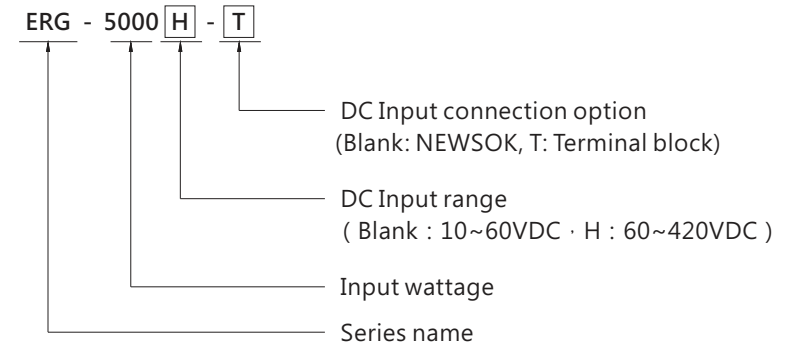 ERG - 5000 H - T
DC Input connection option
(Blank: NEWSOK, T: Terminal block)
DC Input range
( Blank : 10~60VDC · H : 60~420VDC )
Input wattage
Series name